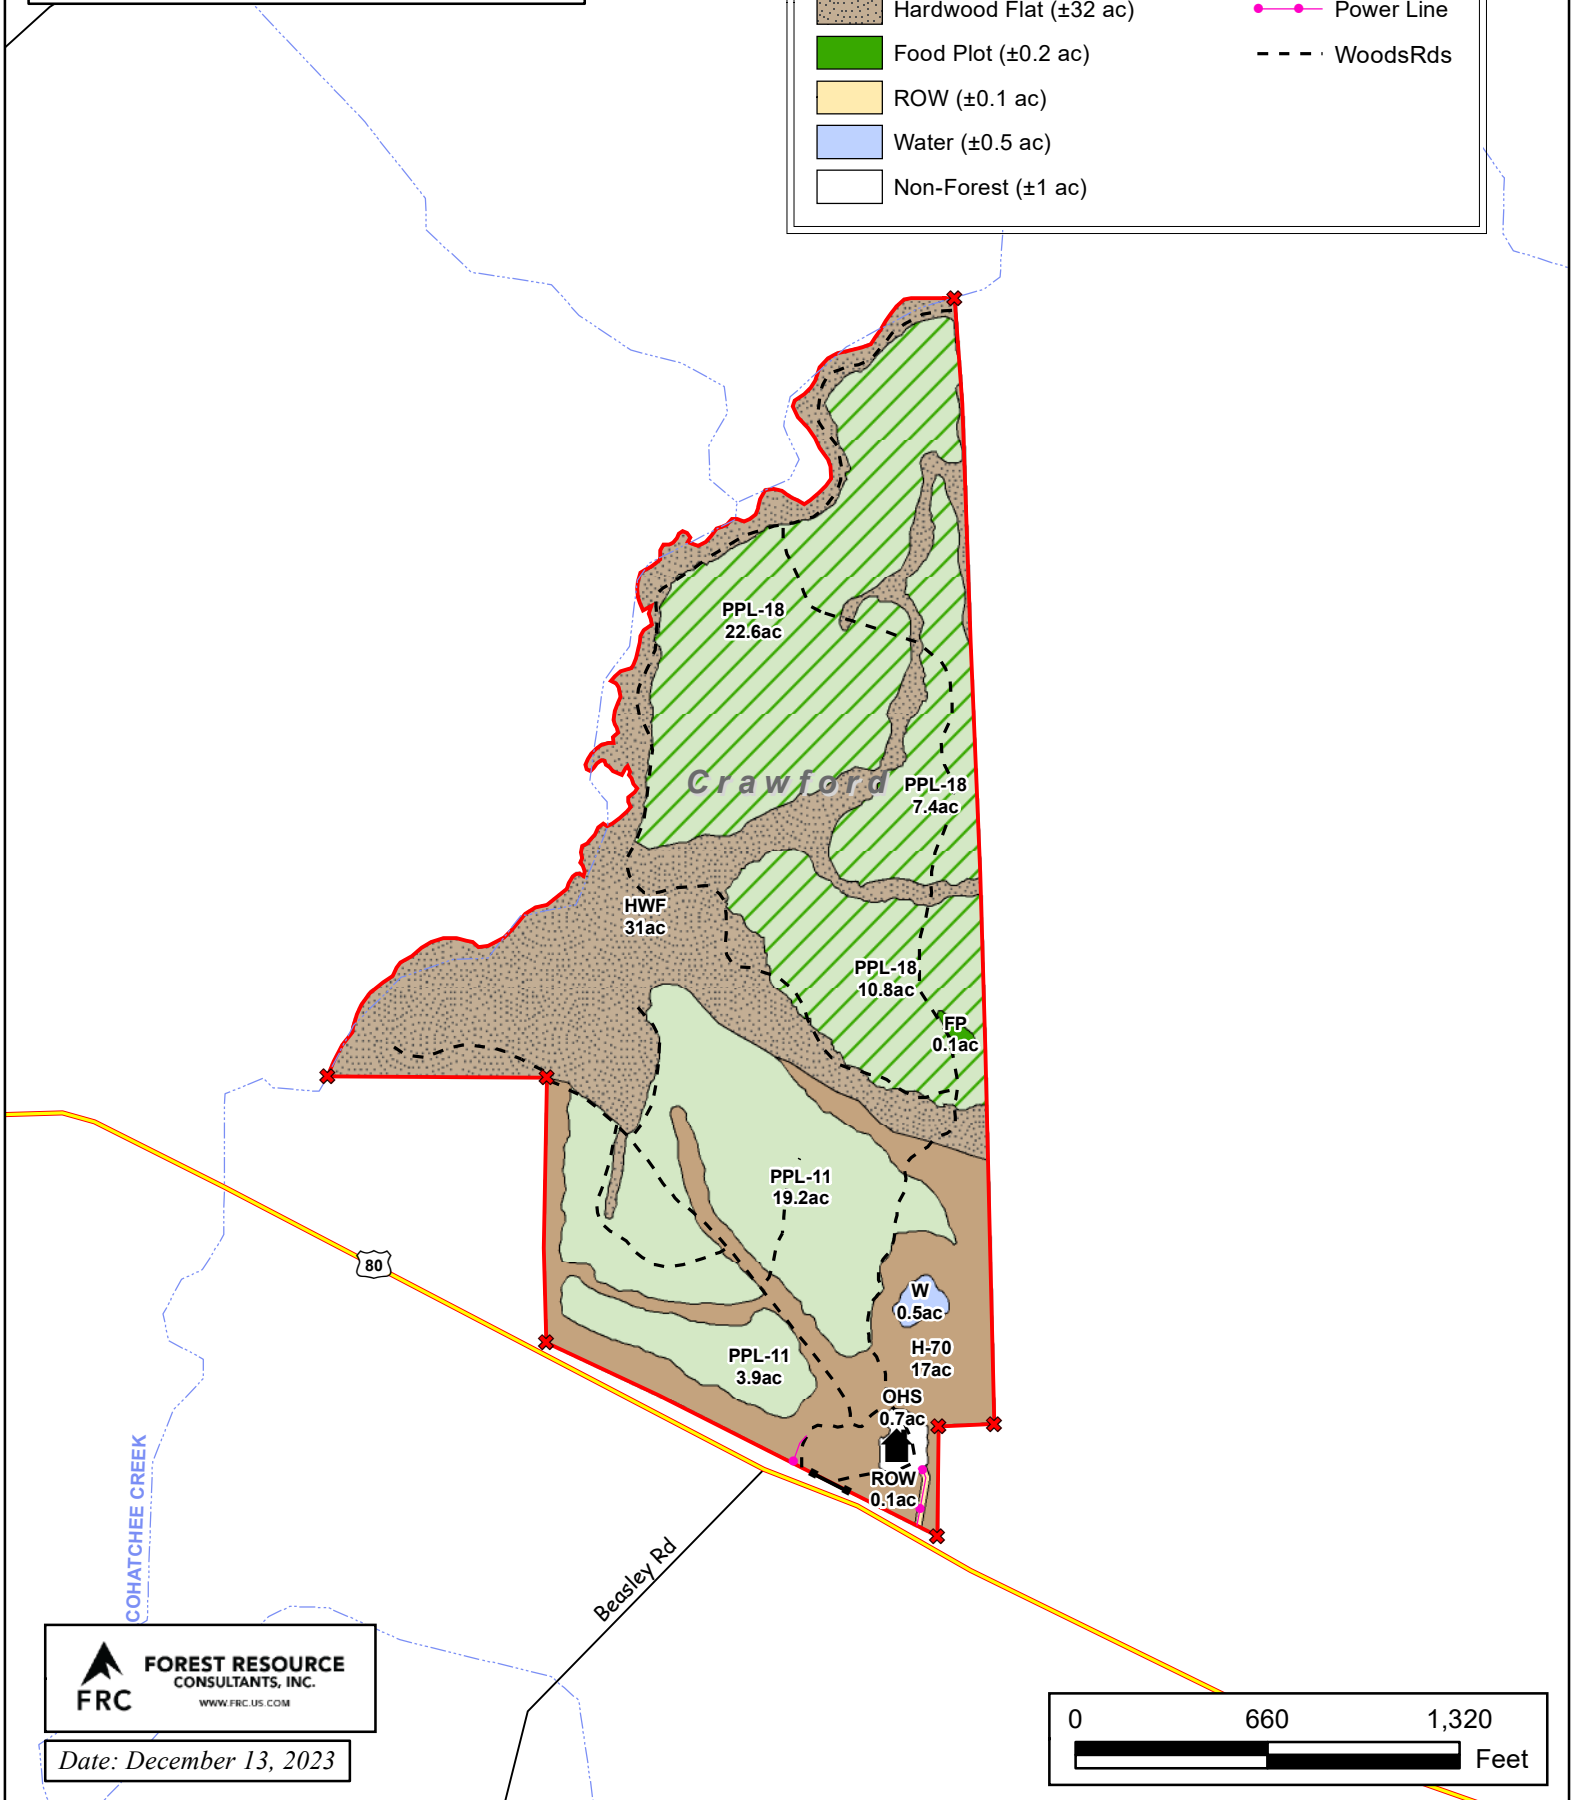 Hardwood Flat (±32 ac)
Power Line
Food Plot (±0.2 ac)
WoodsRds
ROW (±0.1 ac)
Water (±0.5 ac)
Non-Forest (±1 ac)
PPL-18
22.6ac
Crawford
PPL-18
7.4ac
HWF
31ac
PPL-18
10.8ac
FP
0.1ac
PPL-11
19.2ac
80
W
0.5ac
H-70
17ac
PPL-11
3.9ac
OHS
0.7ac
ROW
0.1ac
COHATCHEE CREEK
Beasley Rd
FRC
FOREST RESOURCE
CONSULTANTS, INC.
WWW.FRC.US.COM
Date: December 13, 2023
0 660 1,320
Feet